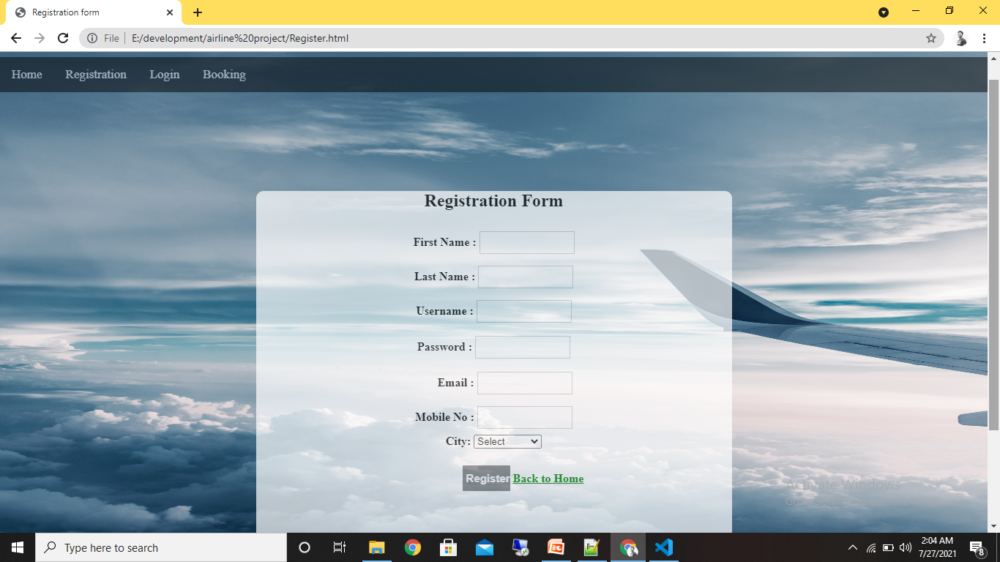 Registration form
File | E:/development/airline%20project/Register.html
Home Registration Login Booking
Registration Form
First Name :
Last Name :
Username :
Password :
Email :
Mobile No :
City: Select
Register Back to Home
Activate Windows
Type here to search
2:04 AM
7/27/2021
8